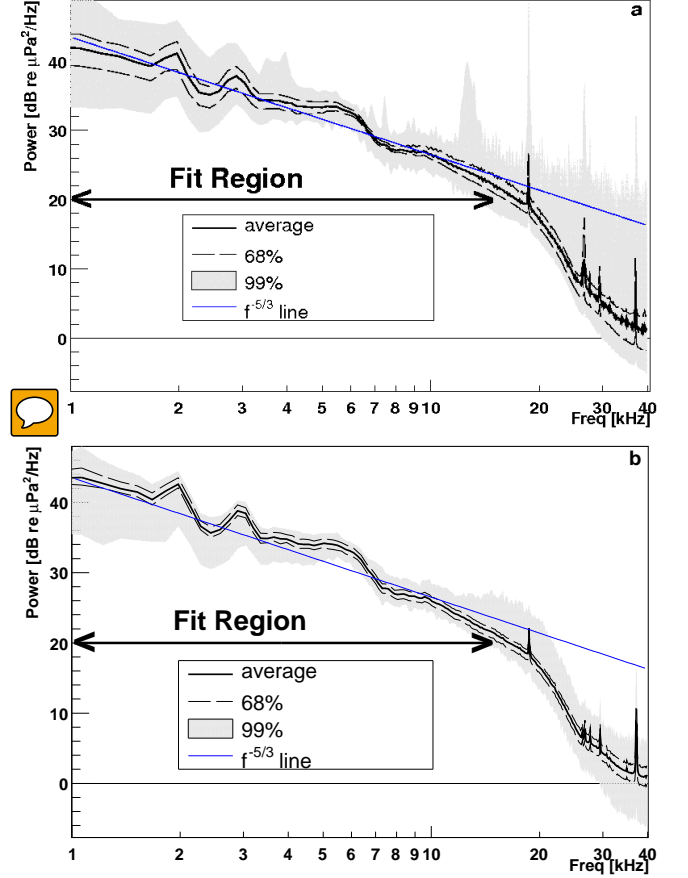 a
Power [dB re μPa²/Hz]
40
30
20
10
0
Fit Region
average
68%
99%
f^-5/3 line
1 2 3 4 5 6 7 8 9 10 20 30 40
Freq [kHz]
b
Power [dB re μPa²/Hz]
40
30
20
10
0
Fit Region
average
68%
99%
f^-5/3 line
1 2 3 4 5 6 7 8 9 10 20 30 40
Freq [kHz]